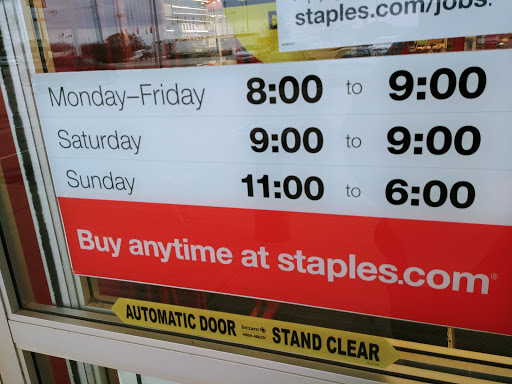 staples.com/jobs.
Monday–Friday 8:00 to 9:00
Saturday 9:00 to 9:00
Sunday 11:00 to 6:00
Buy anytime at staples.com®
AUTOMATIC DOOR besam STAND CLEAR